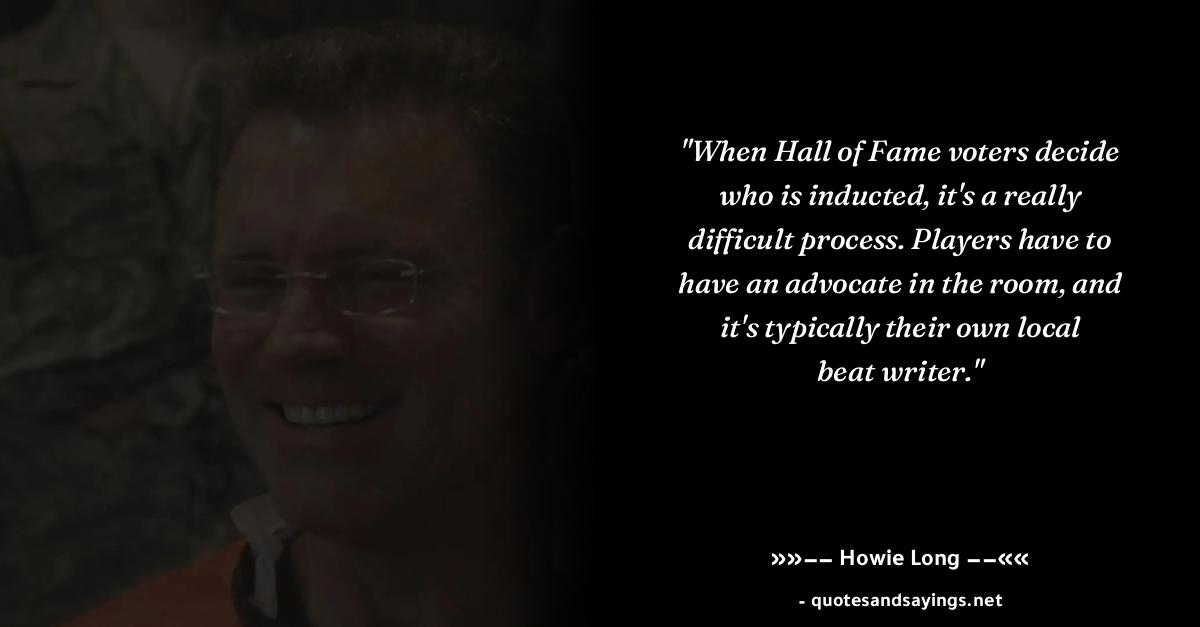 "When Hall of Fame voters decide
who is inducted, it's a really
difficult process. Players have to
have an advocate in the room, and
it's typically their own local
beat writer."
»»−− Howie Long −−««
- quotesandsayings.net